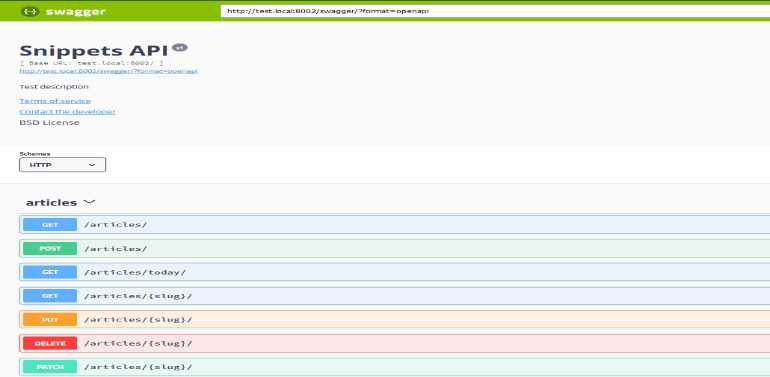 swagger
http://test.local:8002/swagger/?format=openapi
Snippets API v1
[ Base URL: test.local:8002/ ]
http://test.local:8002/swagger/?format=openapi
Test description
Terms of service
Contact the developer
BSD License
Schemes
HTTP
articles
GET /articles/
POST /articles/
GET /articles/today/
GET /articles/{slug}/
PUT /articles/{slug}/
DELETE /articles/{slug}/
PATCH /articles/{slug}/